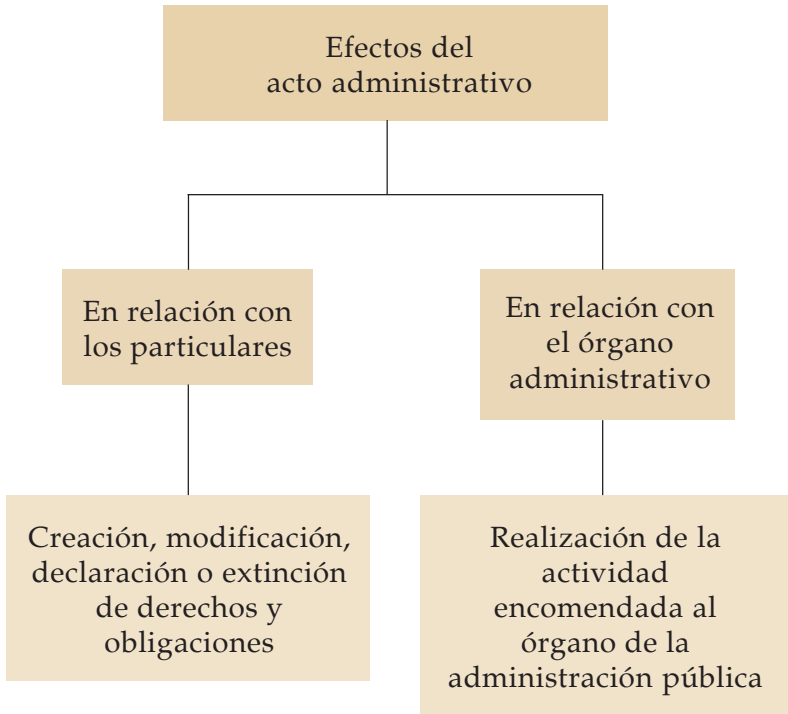 Efectos del
acto administrativo
En relación con
los particulares
En relación con
el órgano
administrativo
Creación, modificación,
declaración o extinción
de derechos y
obligaciones
Realización de la
actividad
encomendada al
órgano de la
administración pública